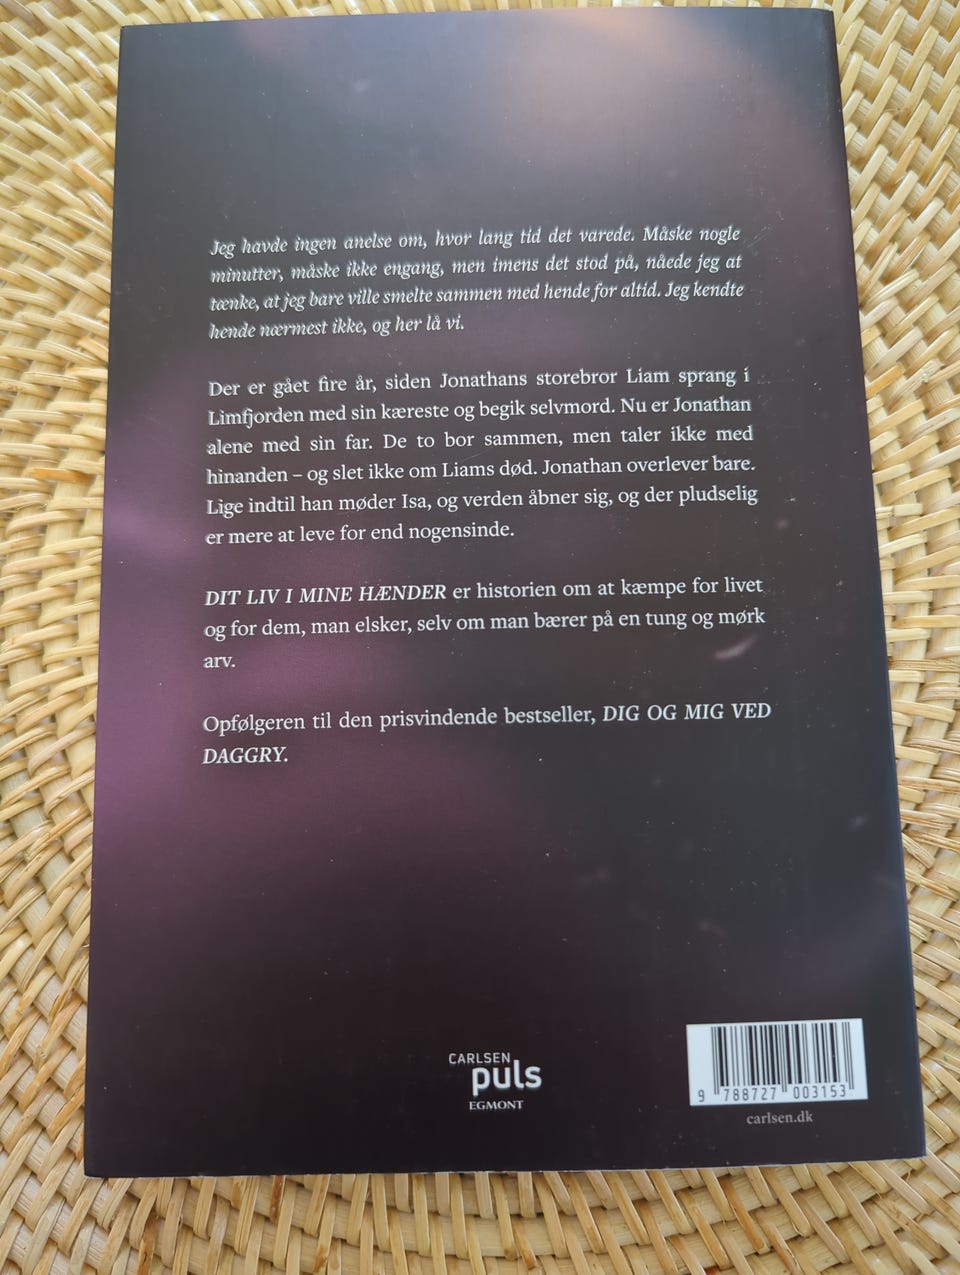 Jeg havde ingen anelse om, hvor lang tid det varede. Måske nogle
minutter, måske ikke engang, men imens det stod på, nåede jeg at
tænke, at jeg bare ville smelte sammen med hende for altid. Jeg kendte
hende nærmest ikke, og her lå vi.
Der er gået fire år, siden Jonathans storebror Liam sprang i
Limfjorden med sin kæreste og begik selvmord. Nu er Jonathan
alene med sin far. De to bor sammen, men taler ikke med
hinanden – og slet ikke om Liams død. Jonathan overlever bare.
Lige indtil han møder Isa, og verden åbner sig, og der pludselig
er mere at leve for end nogensinde.
DIT LIV I MINE HÆNDER er historien om at kæmpe for livet
og for dem, man elsker, selv om man bærer på en tung og mørk
arv.
Opfølgeren til den prisvindende bestseller, DIG OG MIG VED
DAGGRY.
CARLSEN
puls
EGMONT
9 788727 003153
carlsen.dk